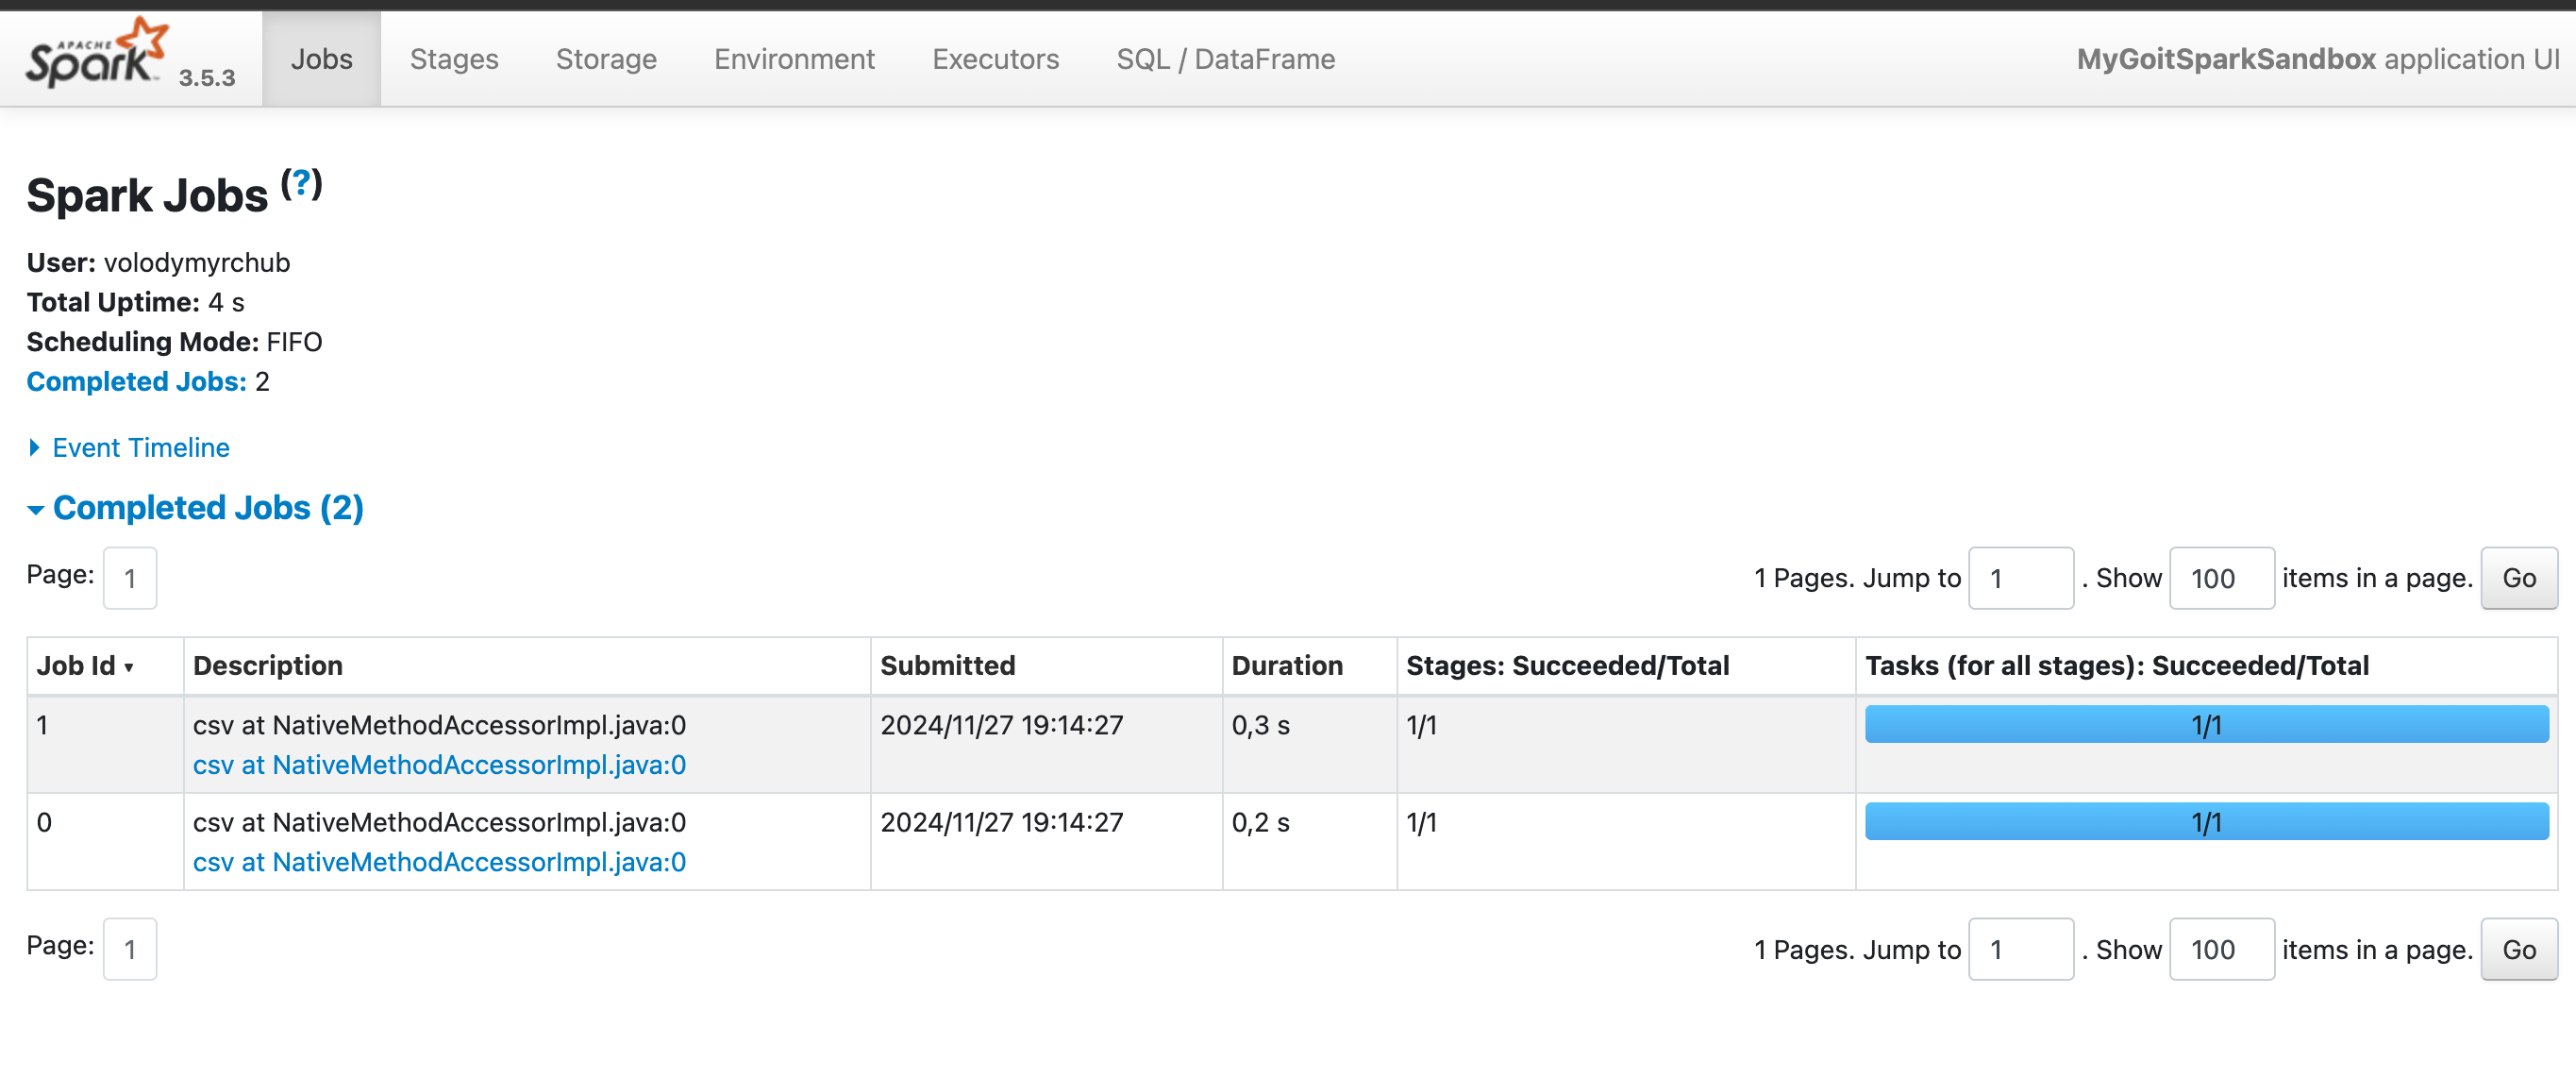 APACHE
Spark™ 3.5.3 Jobs Stages Storage Environment Executors SQL / DataFrame MyGoitSparkSandbox application UI
Spark Jobs (?)
User: volodymyrchub
Total Uptime: 4 s
Scheduling Mode: FIFO
Completed Jobs: 2
Event Timeline
Completed Jobs (2)
Page: 1 1 Pages. Jump to 1 . Show 100 items in a page. Go
Job Id ▾ Description Submitted Duration Stages: Succeeded/Total Tasks (for all stages): Succeeded/Total
1 csv at NativeMethodAccessorImpl.java:0 2024/11/27 19:14:27 0,3 s 1/1 1/1
csv at NativeMethodAccessorImpl.java:0
0 csv at NativeMethodAccessorImpl.java:0 2024/11/27 19:14:27 0,2 s 1/1 1/1
csv at NativeMethodAccessorImpl.java:0
Page: 1 1 Pages. Jump to 1 . Show 100 items in a page. Go